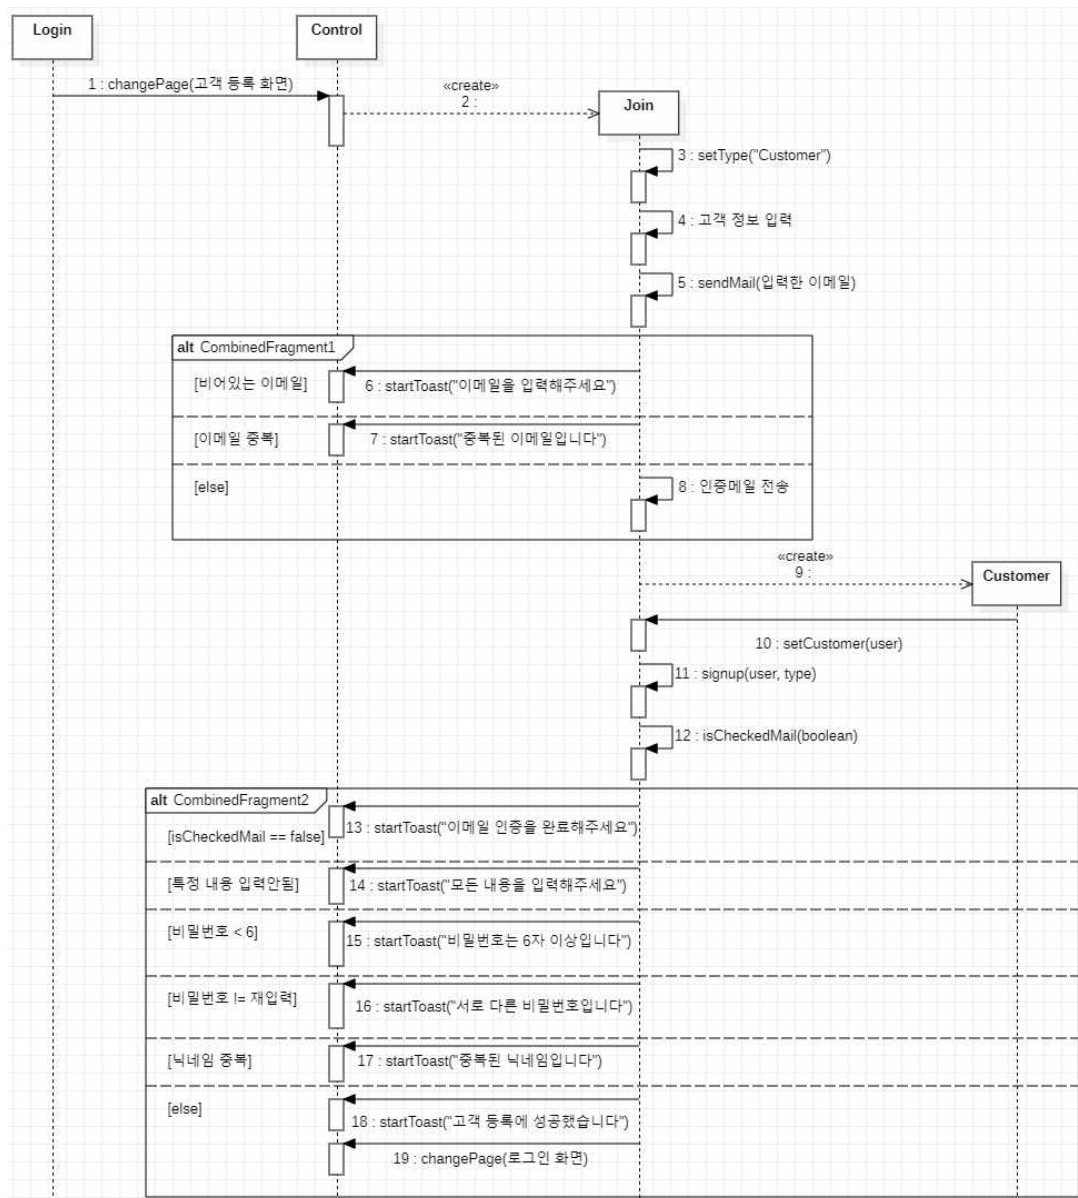 Login
Control
1 : changePage(고객 등록 화면)
«create»
2 :
Join
3 : setType("Customer")
4 : 고객 정보 입력
5 : sendMail(입력한 이메일)
alt CombinedFragment1
[비어있는 이메일]
6 : startToast("이메일을 입력해주세요")
[이메일 중복]
7 : startToast("중복된 이메일입니다")
[else]
8 : 인증메일 전송
«create»
9 :
Customer
10 : setCustomer(user)
11 : signup(user, type)
12 : isCheckedMail(boolean)
alt CombinedFragment2
[isCheckedMail == false]
13 : startToast("이메일 인증을 완료해주세요")
[특정 내용 입력안됨]
14 : startToast("모든 내용을 입력해주세요")
[비밀번호 < 6]
15 : startToast("비밀번호는 6자 이상입니다")
[비밀번호 != 재입력]
16 : startToast("서로 다른 비밀번호입니다")
[닉네임 중복]
17 : startToast("중복된 닉네임입니다")
[else]
18 : startToast("고객 등록에 성공했습니다")
19 : changePage(로그인 화면)